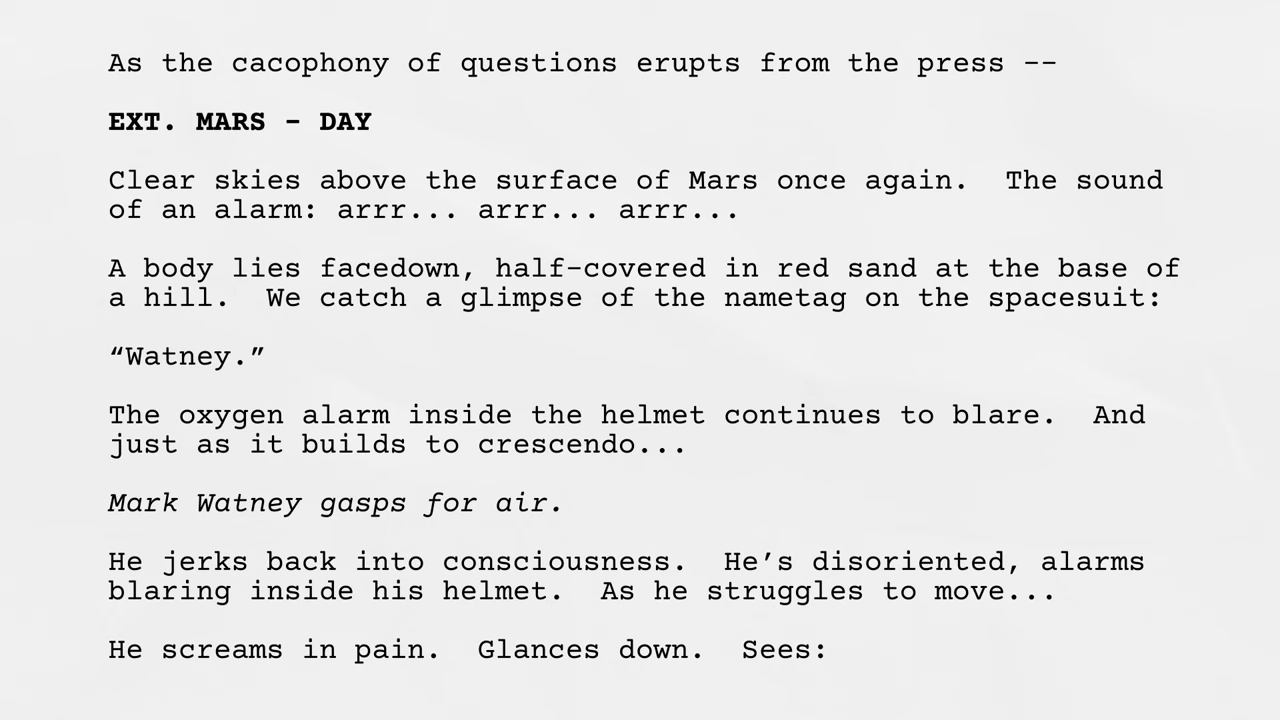 As the cacophony of questions erupts from the press --
EXT. MARS - DAY
Clear skies above the surface of Mars once again.  The sound
of an alarm: arrr... arrr... arrr...
A body lies facedown, half-covered in red sand at the base of
a hill.  We catch a glimpse of the nametag on the spacesuit:
“Watney.”
The oxygen alarm inside the helmet continues to blare.  And
just as it builds to crescendo...
Mark Watney gasps for air.
He jerks back into consciousness.  He’s disoriented, alarms
blaring inside his helmet.  As he struggles to move...
He screams in pain.  Glances down.  Sees: